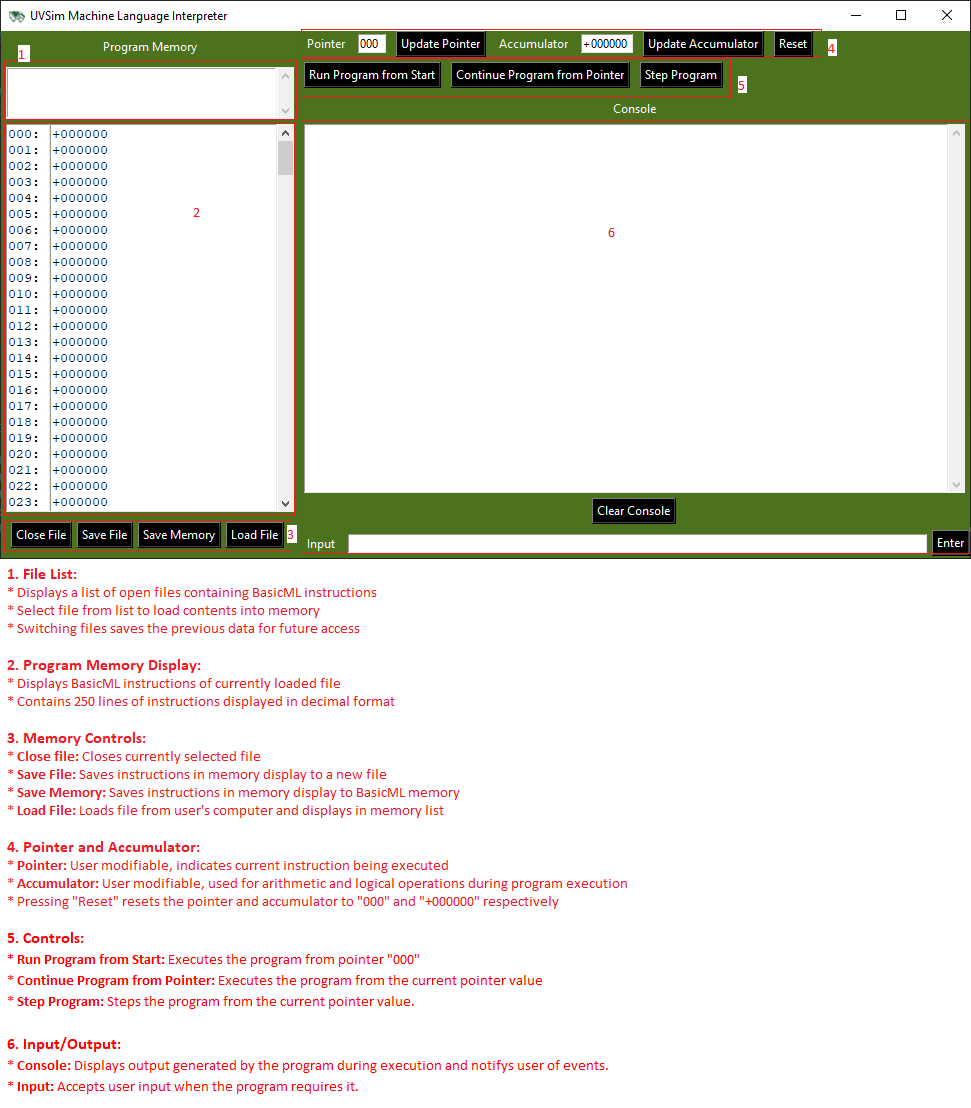 UVSim Machine Language Interpreter
1
Program Memory
Pointer 000 Update Pointer Accumulator +000000 Update Accumulator Reset 4
Run Program from Start Continue Program from Pointer Step Program 5
Console
000: +000000
001: +000000
002: +000000
003: +000000
004: +000000
005: +000000
006: +000000
007: +000000
008: +000000
009: +000000
010: +000000
011: +000000
012: +000000
013: +000000
014: +000000
015: +000000
016: +000000
017: +000000
018: +000000
019: +000000
020: +000000
021: +000000
022: +000000
023: +000000
2
6
Clear Console
Close File Save File Save Memory Load File 3
Input Enter
1. File List:
* Displays a list of open files containing BasicML instructions
* Select file from list to load contents into memory
* Switching files saves the previous data for future access
2. Program Memory Display:
* Displays BasicML instructions of currently loaded file
* Contains 250 lines of instructions displayed in decimal format
3. Memory Controls:
* Close file: Closes currently selected file
* Save File: Saves instructions in memory display to a new file
* Save Memory: Saves instructions in memory display to BasicML memory
* Load File: Loads file from user's computer and displays in memory list
4. Pointer and Accumulator:
* Pointer: User modifiable, indicates current instruction being executed
* Accumulator: User modifiable, used for arithmetic and logical operations during program execution
* Pressing "Reset" resets the pointer and accumulator to "000" and "+000000" respectively
5. Controls:
* Run Program from Start: Executes the program from pointer "000"
* Continue Program from Pointer: Executes the program from the current pointer value
* Step Program: Steps the program from the current pointer value.
6. Input/Output:
* Console: Displays output generated by the program during execution and notifys user of events.
* Input: Accepts user input when the program requires it.